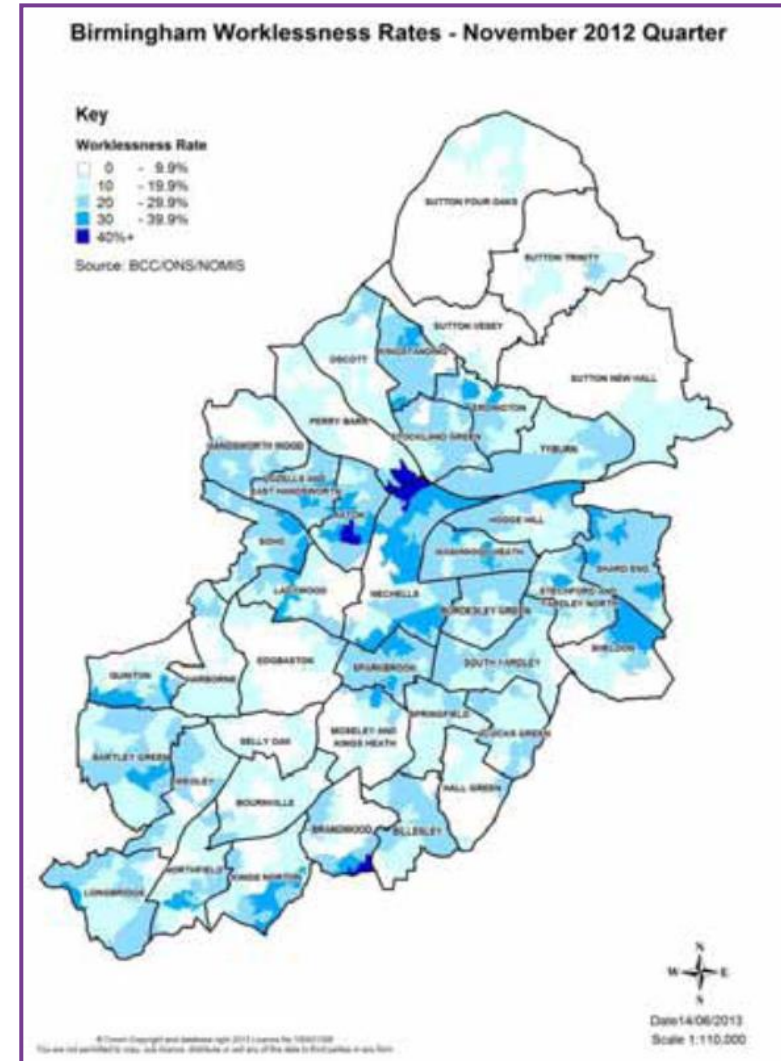 Birmingham Worklessness Rates - November 2012 Quarter
Key
Worklessness Rate
0 - 9.9%
10 - 19.9%
20 - 29.9%
30 - 39.9%
40%+
Source: BCC/ONS/NOMIS
SUTTON FOUR OAKS
SUTTON TRINITY
SUTTON VESEY
KINGSTANDING
OSCOTT
SUTTON NEW HALL
ERDINGTON
PERRY BARR
STOCKLAND GREEN
HANDSWORTH WOOD
TYBURN
LOZELLS AND
EAST HANDSWORTH
ASTON
HODGE HILL
SOHO
WASHWOOD HEATH
SHARD END
LADYWOOD
NECHELLS
STECHFORD AND
YARDLEY NORTH
BORDESLEY GREEN
SHELDON
EDGBASTON
SPARKBROOK
SOUTH YARDLEY
QUINTON
HARBORNE
SPRINGFIELD
MOSELEY AND
KINGS HEATH
ACOCKS GREEN
SELLY OAK
BARTLEY GREEN
WEOLEY
HALL GREEN
BOURNVILLE
BRANDWOOD
BILLESLEY
NORTHFIELD
KINGS NORTON
LONGBRIDGE
N
W E
S
Date14/06/2013
Scale 1:110,000